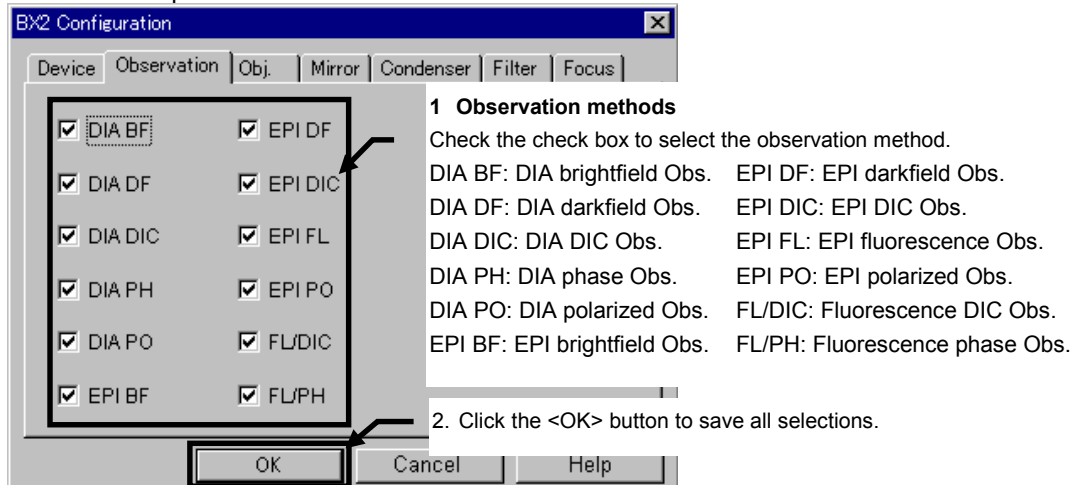 BX2 Configuration
Device Observation Obj. Mirror Condenser Filter Focus
DIA BF EPI DF
DIA DF EPI DIC
DIA DIC EPI FL
DIA PH EPI PO
DIA PO FL/DIC
EPI BF FL/PH
1 Observation methods
Check the check box to select the observation method.
DIA BF: DIA brightfield Obs. EPI DF: EPI darkfield Obs.
DIA DF: DIA darkfield Obs. EPI DIC: EPI DIC Obs.
DIA DIC: DIA DIC Obs. EPI FL: EPI fluorescence Obs.
DIA PH: DIA phase Obs. EPI PO: EPI polarized Obs.
DIA PO: DIA polarized Obs. FL/DIC: Fluorescence DIC Obs.
EPI BF: EPI brightfield Obs. FL/PH: Fluorescence phase Obs.
2. Click the <OK> button to save all selections.
OK Cancel Help